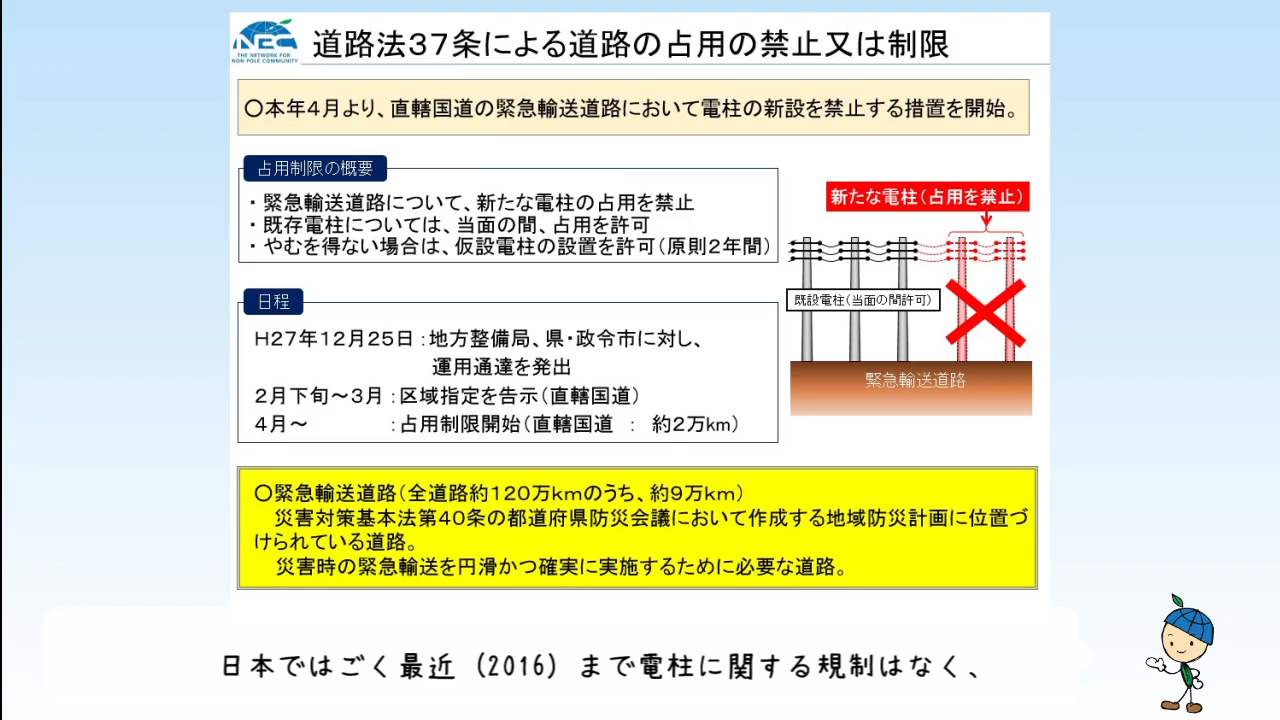 NEC
THE NETWORK FOR
NON POLE COMMUNITY
道路法37条による道路の占用の禁止又は制限
○本年4月より、直轄国道の緊急輸送道路において電柱の新設を禁止する措置を開始。
占用制限の概要
・緊急輸送道路について、新たな電柱の占用を禁止
・既存電柱については、当面の間、占用を許可
・やむを得ない場合は、仮設電柱の設置を許可(原則2年間)
新たな電柱(占用を禁止)
既設電柱(当面の間許可)
緊急輸送道路
日程
H27年12月25日:地方整備局、県・政令市に対し、
運用通達を発出
2月下旬~3月:区域指定を告示(直轄国道)
4月~ :占用制限開始(直轄国道 : 約2万km)
○緊急輸送道路(全道路約120万kmのうち、約9万km)
災害対策基本法第40条の都道府県防災会議において作成する地域防災計画に位置づ
けられている道路。
災害時の緊急輸送を円滑かつ確実に実施するために必要な道路。
日本ではごく最近(2016)まで電柱に関する規制はなく、